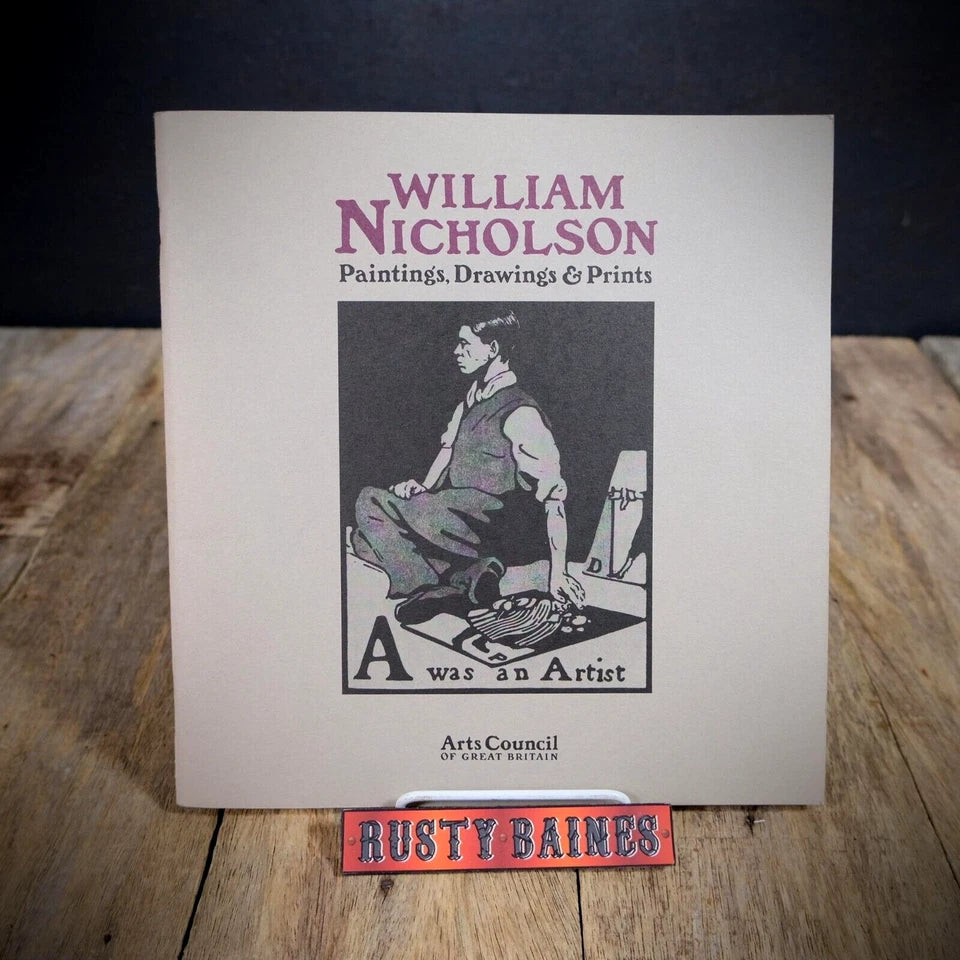 WILLIAM
NICHOLSON
Paintings, Drawings & Prints
D
P
A was an Artist
Arts Council
OF GREAT BRITAIN
RUSTY BAINES